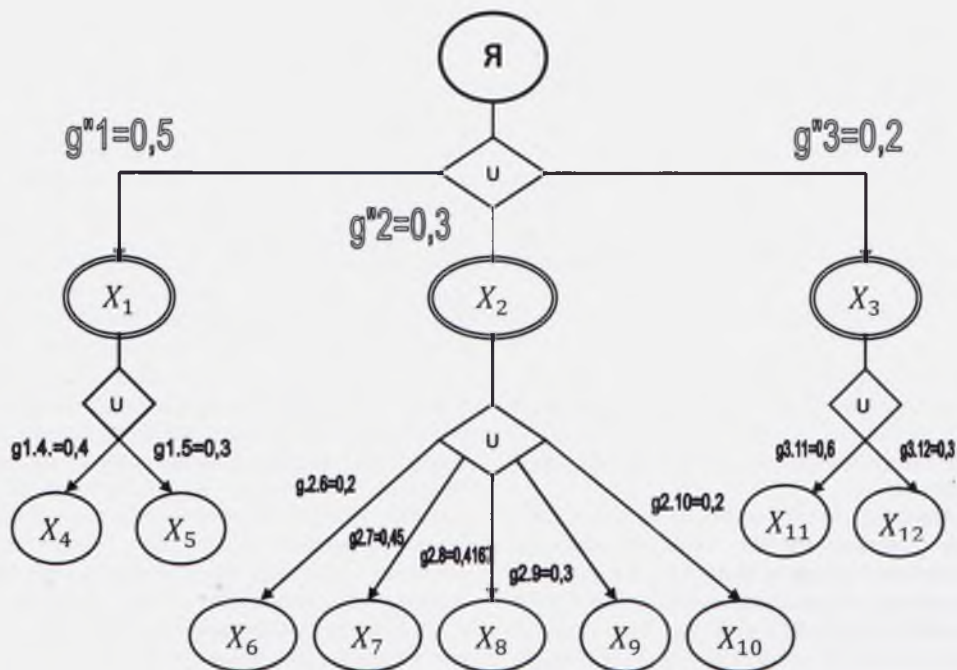 Я
g"1=0,5
g"3=0,2
U
g"2=0,3
X₁
X₂
X₃
U
U
U
g1.4.=0,4
g1.5=0,3
g3.11=0,6
g3.12=0,3
g.2.6=0,2
g2.10=0,2
X₄
X₅
X₁₁
X₁₂
g2.7=0,45
g2.8=0,416
g2.9=0,3
X₆
X₇
X₈
X₉
X₁₀